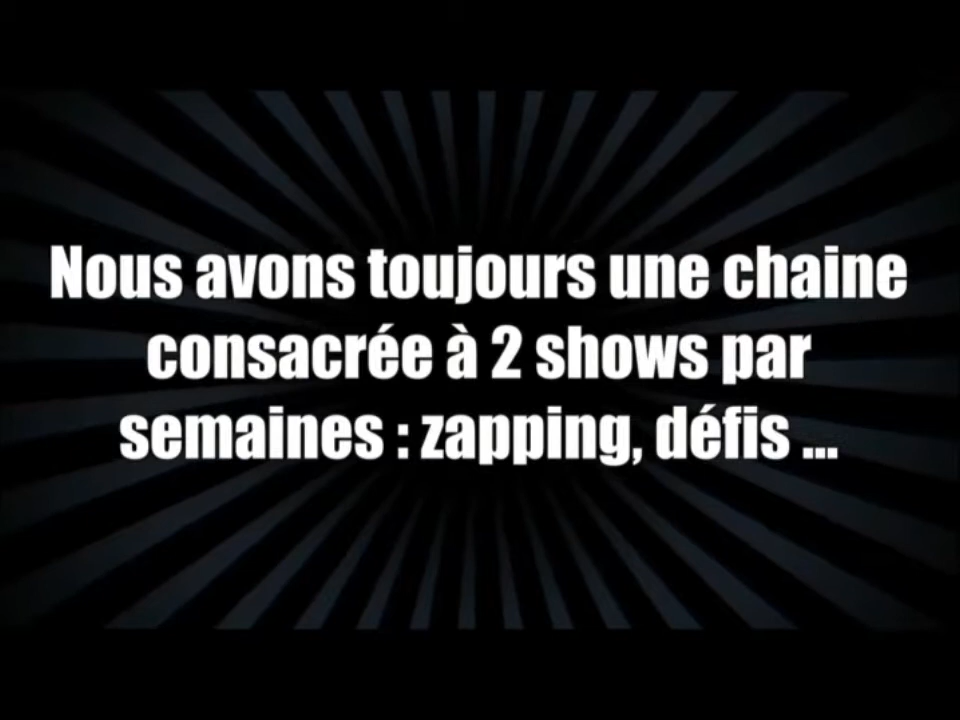 Nous avons toujours une chaine
consacrée à 2 shows par
semaines : zapping, défis ...